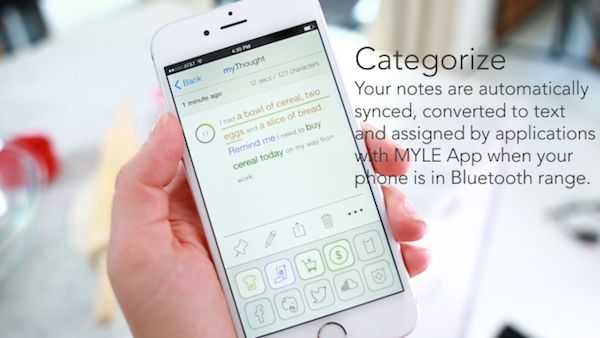 AT&T
4:35 PM
Back
myThought
12 secs / 123 characters
1 minute ago
I had a bowl of cereal, two
eggs and a slice of bread.
Remind me i need to buy
cereal today on my way from
work.
Categorize
Your notes are automatically
synced, converted to text
and assigned by applications
with MYLE App when your
phone is in Bluetooth range.